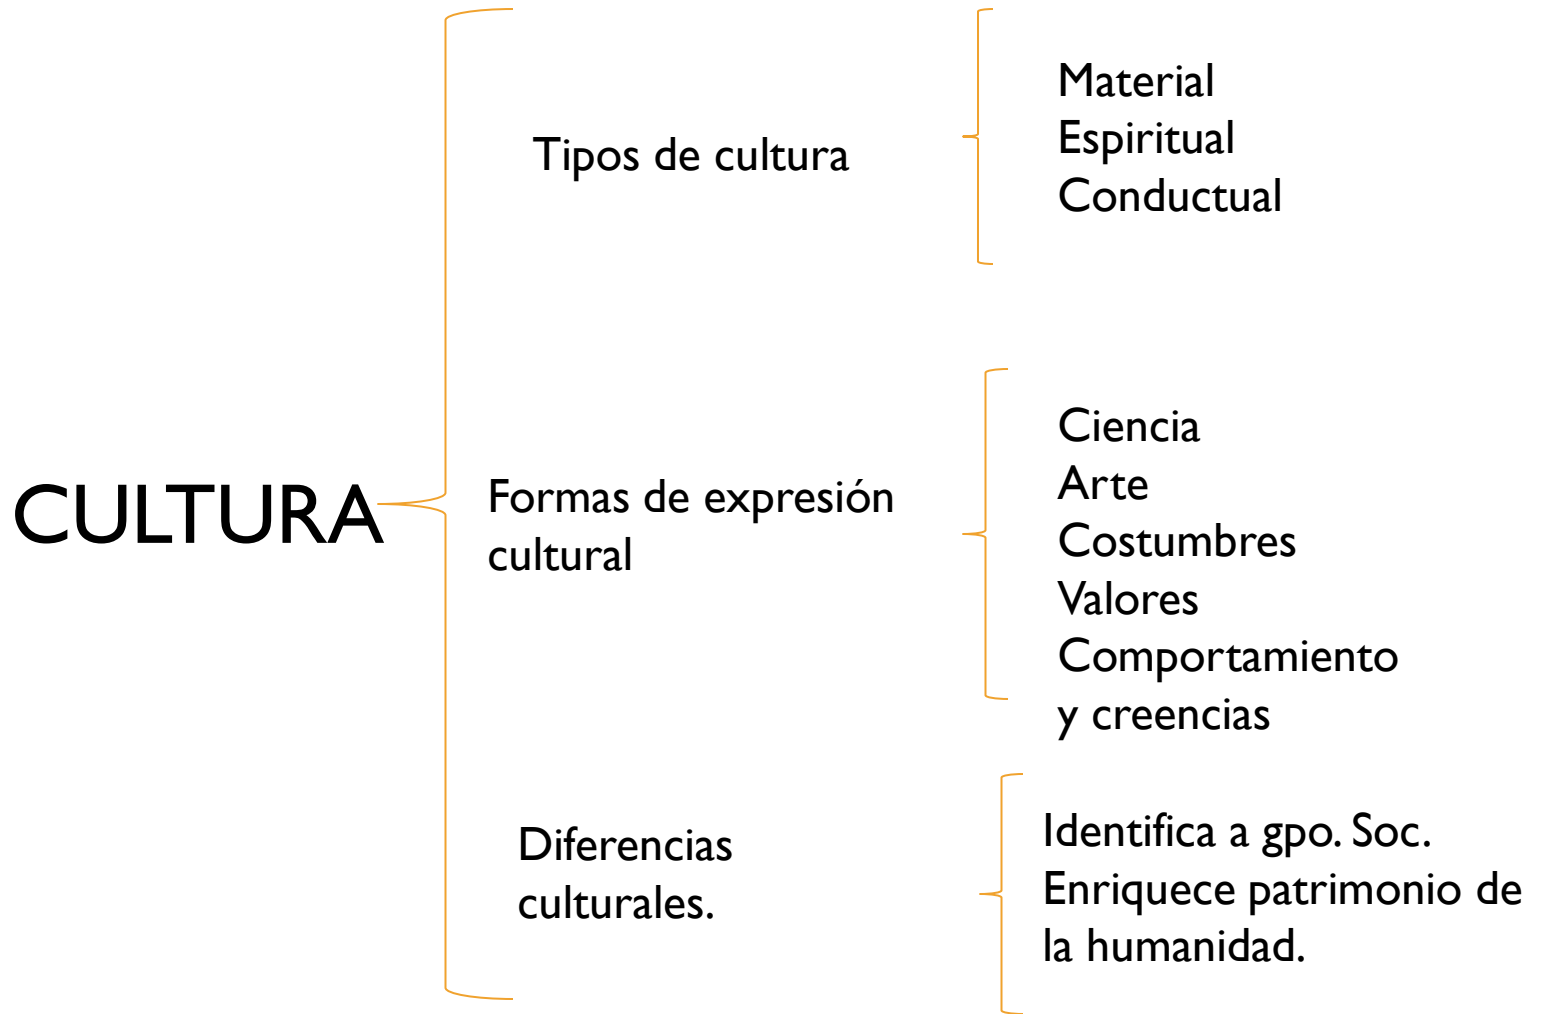 CULTURA
Tipos de cultura
Material
Espiritual
Conductual
Formas de expresión
cultural
Ciencia
Arte
Costumbres
Valores
Comportamiento
y creencias
Diferencias
culturales.
Identifica a gpo. Soc.
Enriquece patrimonio de
la humanidad.